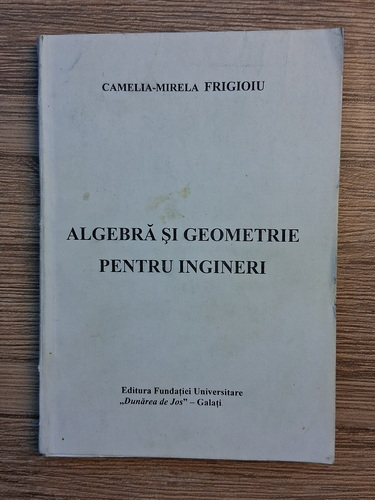 CAMELIA-MIRELA FRIGIOIU
ALGEBRĂ ŞI GEOMETRIE
PENTRU INGINERI
Editura Fundaţiei Universitare
„Dunărea de Jos” – Galaţi